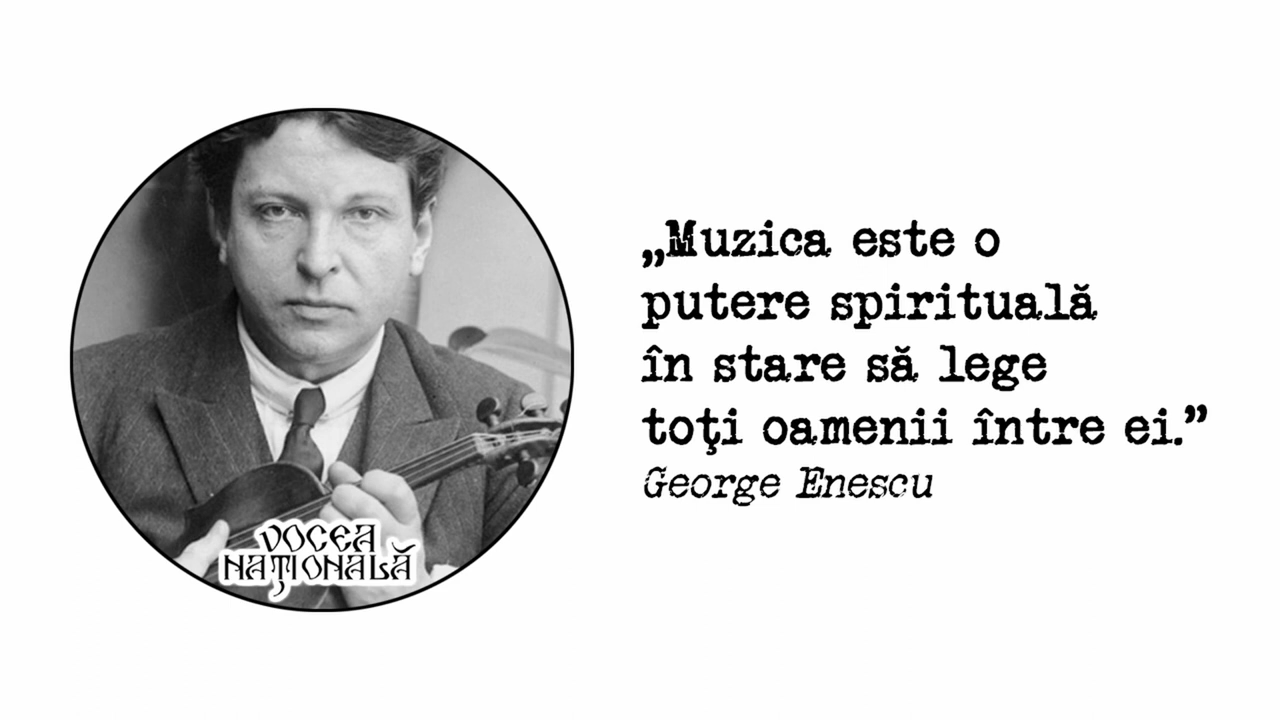 „Muzica este o
putere spirituală
în stare să lege
toţi oamenii între ei.”
George Enescu
VOCEA
NAŢIONALĂ